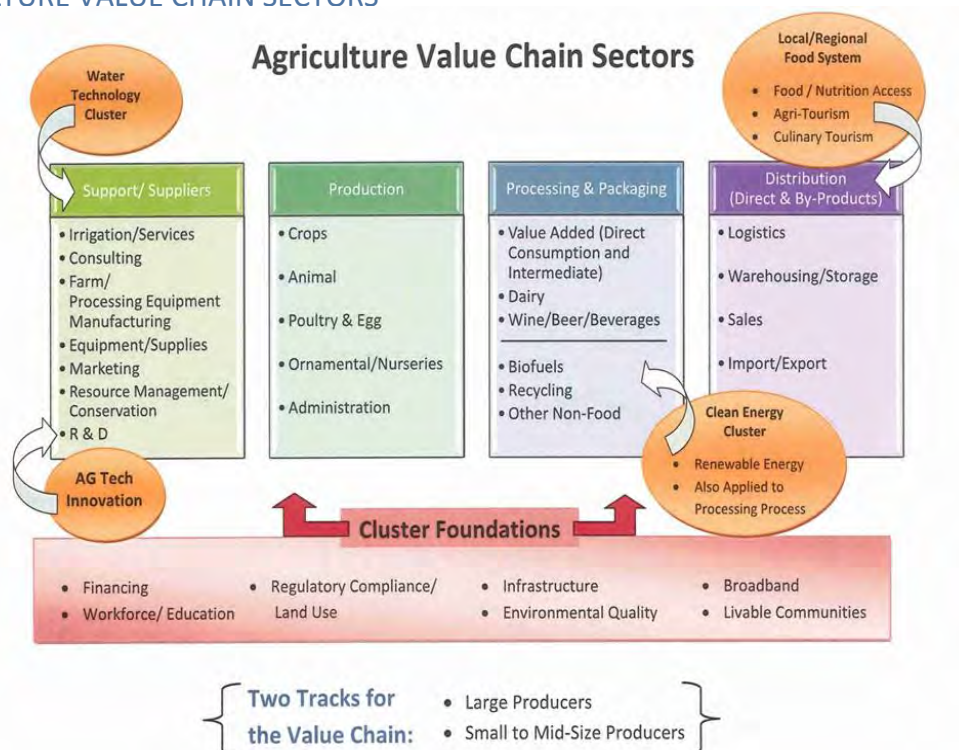 TURE VALUE CHAIN SECTORS
Agriculture Value Chain Sectors
Water
Technology
Cluster
Local/Regional
Food System
• Food / Nutrition Access
• Agri-Tourism
• Culinary Tourism
Support/ Suppliers
• Irrigation/Services
• Consulting
• Farm/
Processing Equipment
Manufacturing
• Equipment/Supplies
• Marketing
• Resource Management/
Conservation
• R & D
Production
• Crops
• Animal
• Poultry & Egg
• Ornamental/Nurseries
• Administration
Processing & Packaging
• Value Added (Direct
Consumption and
Intermediate)
• Dairy
• Wine/Beer/Beverages
• Biofuels
• Recycling
• Other Non-Food
Distribution
(Direct & By-Products)
• Logistics
• Warehousing/Storage
• Sales
• Import/Export
Clean Energy
Cluster
• Renewable Energy
• Also Applied to
Processing Process
AG Tech
Innovation
Cluster Foundations
• Financing
• Workforce/ Education
• Regulatory Compliance/
Land Use
• Infrastructure
• Environmental Quality
• Broadband
• Livable Communities
Two Tracks for
the Value Chain:
• Large Producers
• Small to Mid-Size Producers